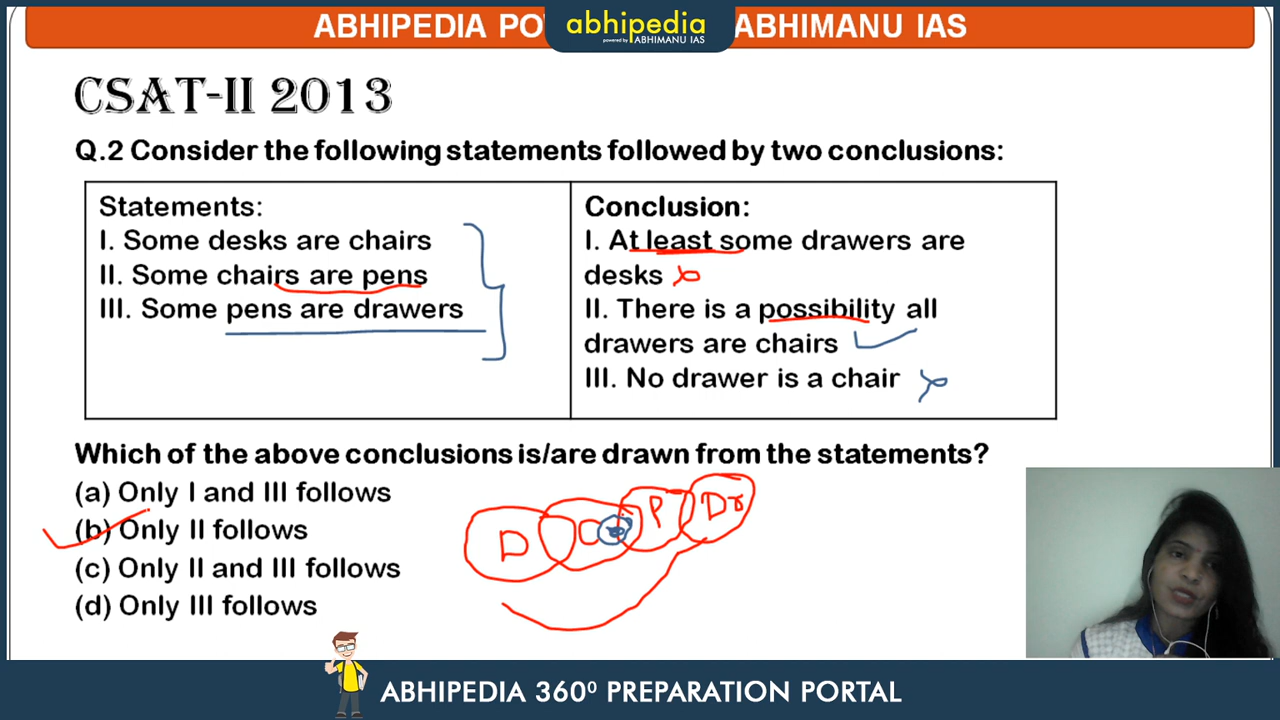 ABHIPEDIA PO
abhipedia
powered by ABHIMANU IAS
ABHIMANU IAS
CSAT-II 2013
Q.2 Consider the following statements followed by two conclusions:
Statements:
I. Some desks are chairs
II. Some chairs are pens
III. Some pens are drawers
Conclusion:
I. At least some drawers are
desks
II. There is a possibility all
drawers are chairs
III. No drawer is a chair
Which of the above conclusions is/are drawn from the statements?
(a) Only I and III follows
(b) Only II follows
(c) Only II and III follows
(d) Only III follows
D C P Dr
ABHIPEDIA 360⁰ PREPARATION PORTAL